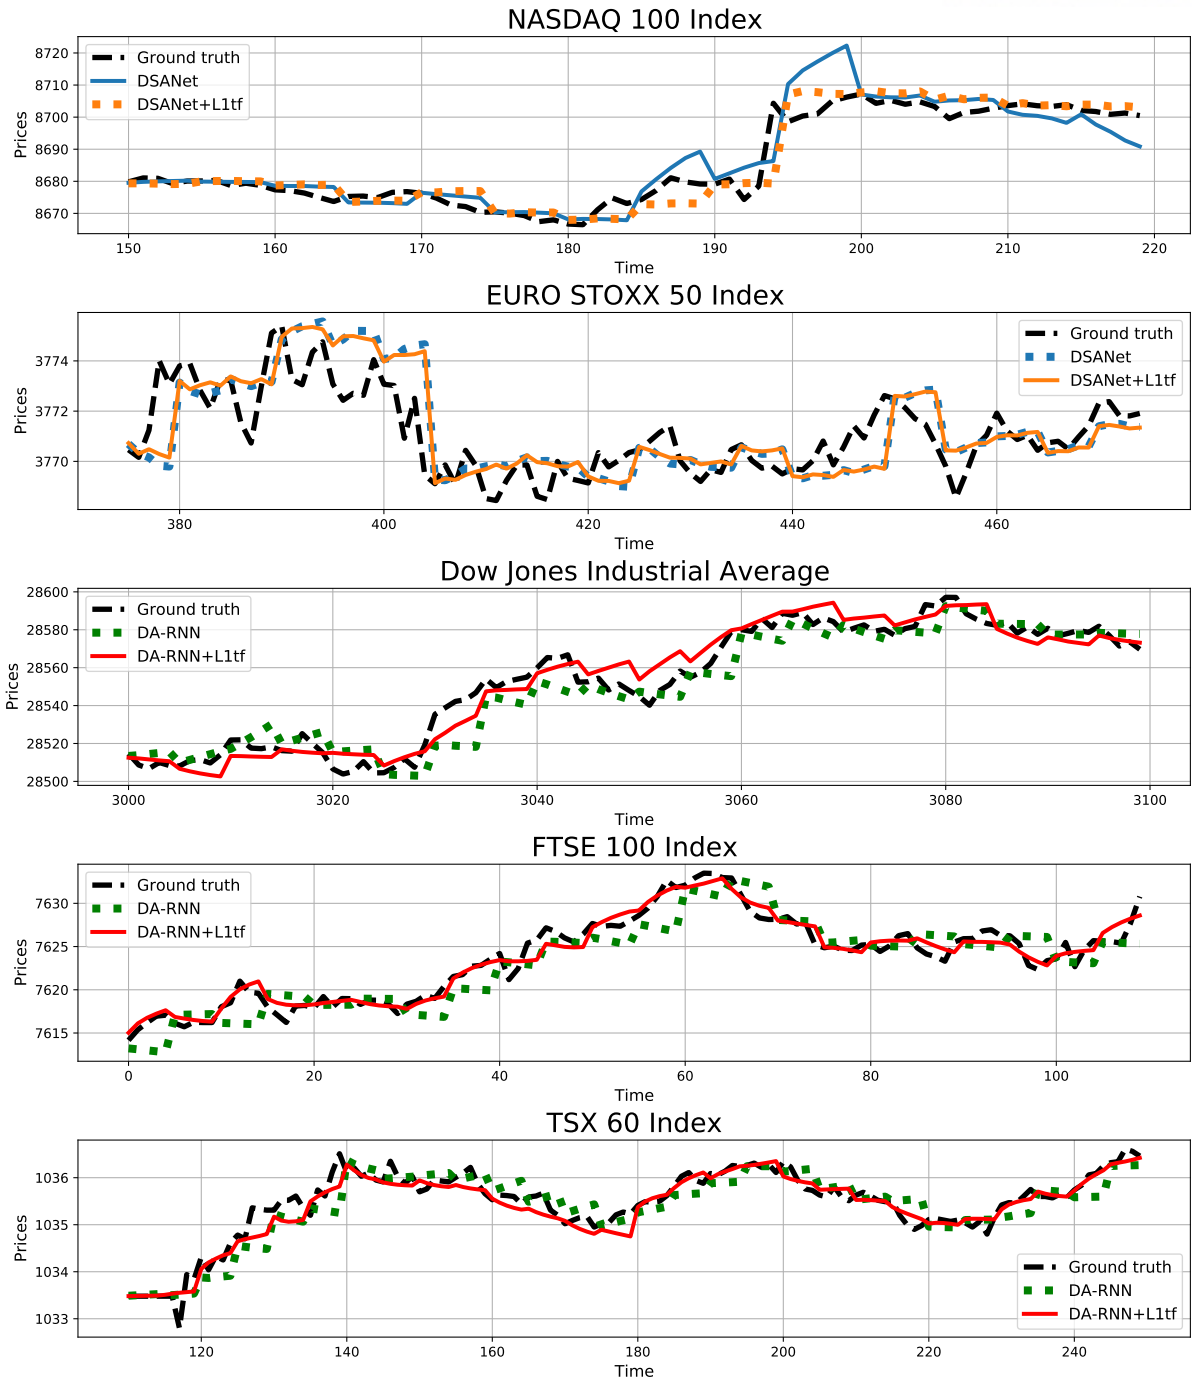 NASDAQ 100 Index
Prices
8720
8710
8700
8690
8680
8670
Ground truth
DSANet
DSANet+L1tf
150 160 170 180 190 200 210 220
Time
EURO STOXX 50 Index
Prices
3774
3772
3770
Ground truth
DSANet
DSANet+L1tf
380 400 420 440 460
Time
Dow Jones Industrial Average
Prices
28600
28580
28560
28540
28520
28500
Ground truth
DA-RNN
DA-RNN+L1tf
3000 3020 3040 3060 3080 3100
Time
FTSE 100 Index
Prices
7630
7625
7620
7615
Ground truth
DA-RNN
DA-RNN+L1tf
0 20 40 60 80 100
Time
TSX 60 Index
Prices
1036
1035
1034
1033
Ground truth
DA-RNN
DA-RNN+L1tf
120 140 160 180 200 220 240
Time